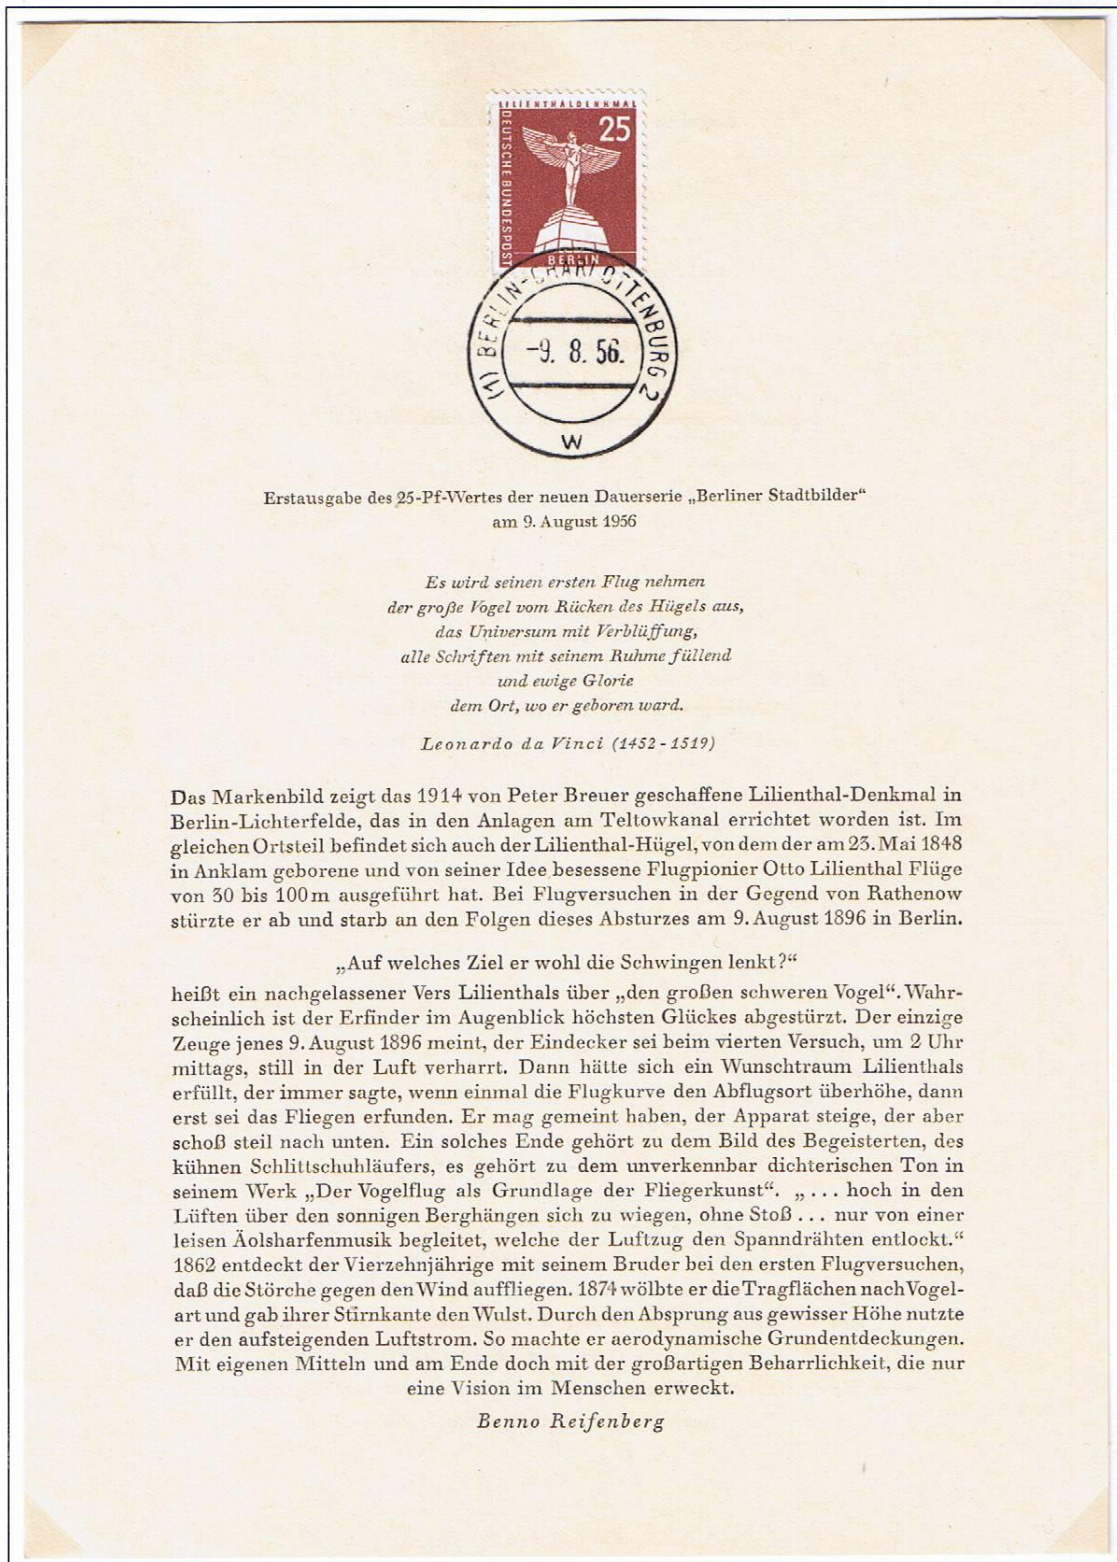 LILIENTHALDENKMAL
DEUTSCHE BUNDESPOST
25
BERLIN
(1) BERLIN-CHARLOTTENBURG 2
-9. 8. 56.
W
Erstausgabe des 25-Pf-Wertes der neuen Dauerserie „Berliner Stadtbilder“
am 9. August 1956
Es wird seinen ersten Flug nehmen
der große Vogel vom Rücken des Hügels aus,
das Universum mit Verblüffung,
alle Schriften mit seinem Ruhme füllend
und ewige Glorie
dem Ort, wo er geboren ward.
Leonardo da Vinci (1452-1519)
Das Markenbild zeigt das 1914 von Peter Breuer geschaffene Lilienthal-Denkmal in
Berlin-Lichterfelde, das in den Anlagen am Teltowkanal errichtet worden ist. Im
gleichen Ortsteil befindet sich auch der Lilienthal-Hügel, von dem der am 23. Mai 1848
in Anklam geborene und von seiner Idee besessene Flugpionier Otto Lilienthal Flüge
von 30 bis 100 m ausgeführt hat. Bei Flugversuchen in der Gegend von Rathenow
stürzte er ab und starb an den Folgen dieses Absturzes am 9. August 1896 in Berlin.
„Auf welches Ziel er wohl die Schwingen lenkt?“
heißt ein nachgelassener Vers Lilienthals über „den großen schweren Vogel“. Wahr-
scheinlich ist der Erfinder im Augenblick höchsten Glückes abgestürzt. Der einzige
Zeuge jenes 9. August 1896 meint, der Eindecker sei beim vierten Versuch, um 2 Uhr
mittags, still in der Luft verharrt. Dann hätte sich ein Wunschtraum Lilienthals
erfüllt, der immer sagte, wenn einmal die Flugkurve den Abflugsort überhöhe, dann
erst sei das Fliegen erfunden. Er mag gemeint haben, der Apparat steige, der aber
schoß steil nach unten. Ein solches Ende gehört zu dem Bild des Begeisterten, des
kühnen Schlittschuhläufers, es gehört zu dem unverkennbar dichterischen Ton in
seinem Werk „Der Vogelflug als Grundlage der Fliegerkunst“. „ ... hoch in den
Lüften über den sonnigen Berghängen sich zu wiegen, ohne Stoß ... nur von einer
leisen Äolsharfenmusik begleitet, welche der Luftzug den Spanndrähten entlockt.“
1862 entdeckt der Vierzehnjährige mit seinem Bruder bei den ersten Flugversuchen,
daß die Störche gegen den Wind auffliegen. 1874 wölbte er die Tragflächen nach Vogel-
art und gab ihrer Stirnkante den Wulst. Durch den Absprung aus gewisser Höhe nutzte
er den aufsteigenden Luftstrom. So machte er aerodynamische Grundentdeckungen.
Mit eigenen Mitteln und am Ende doch mit der großartigen Beharrlichkeit, die nur
eine Vision im Menschen erweckt.
Benno Reifenberg